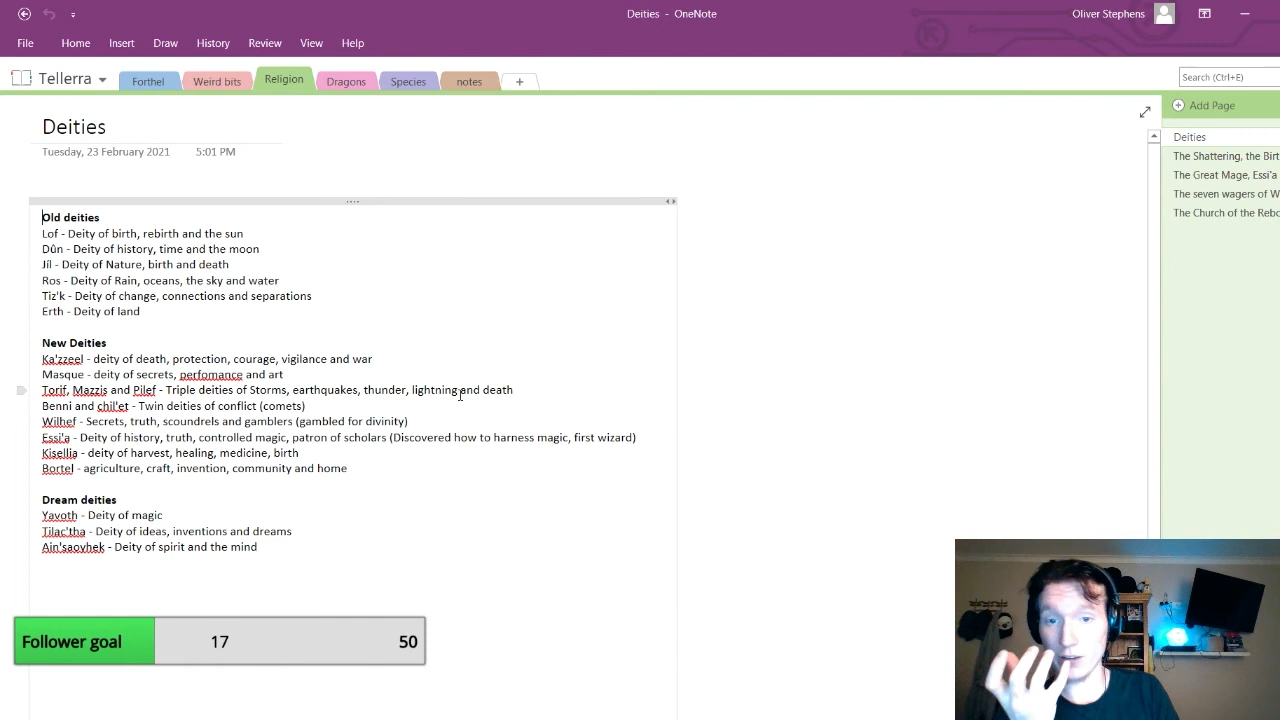 Deities - OneNote
Oliver Stephens
File Home Insert Draw History Review View Help
Tellerra Forthel Weird bits Religion Dragons Species notes
Search (Ctrl+E)
Add Page
Deities
Tuesday, 23 February 2021 5:01 PM
Deities
The Shattering, the Birt
The Great Mage, Essi'a
The seven wagers of W
The Church of the Rebo
Old deities
Lof - Deity of birth, rebirth and the sun
Dûn - Deity of history, time and the moon
Jíl - Deity of Nature, birth and death
Ros - Deity of Rain, oceans, the sky and water
Tiz'k - Deity of change, connections and separations
Erth - Deity of land
New Deities
Ka'zzeel - deity of death, protection, courage, vigilance and war
Masque - deity of secrets, perfomance and art
Torif, Mazzis and Pilef - Triple deities of Storms, earthquakes, thunder, lightning and death
Benni and chil'et - Twin deities of conflict (comets)
Wilhef - Secrets, truth, scoundrels and gamblers (gambled for divinity)
Essi'a - Deity of history, truth, controlled magic, patron of scholars (Discovered how to harness magic, first wizard)
Kisellia - deity of harvest, healing, medicine, birth
Bortel - agriculture, craft, invention, community and home
Dream deities
Yavoth - Deity of magic
Tilac'tha - Deity of ideas, inventions and dreams
Ain'saovhek - Deity of spirit and the mind
Follower goal 17 50